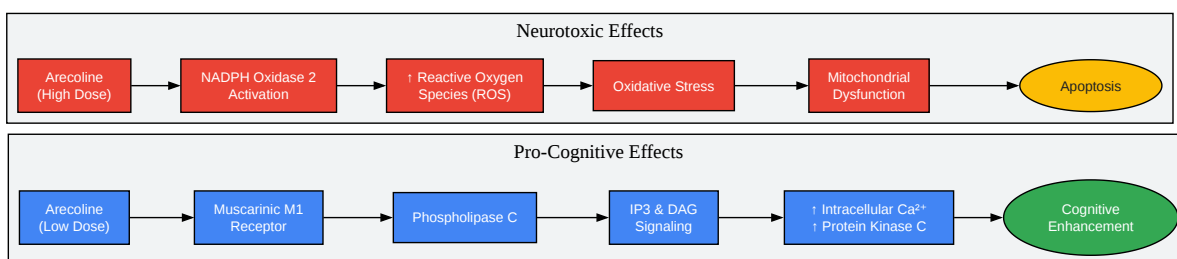 Neurotoxic Effects
Arecoline
(High Dose)
NADPH Oxidase 2
Activation
↑ Reactive Oxygen
Species (ROS)
Oxidative Stress
Mitochondrial
Dysfunction
Apoptosis
Pro-Cognitive Effects
Arecoline
(Low Dose)
Muscarinic M1
Receptor
Phospholipase C
IP3 & DAG
Signaling
↑ Intracellular Ca²⁺
↑ Protein Kinase C
Cognitive
Enhancement